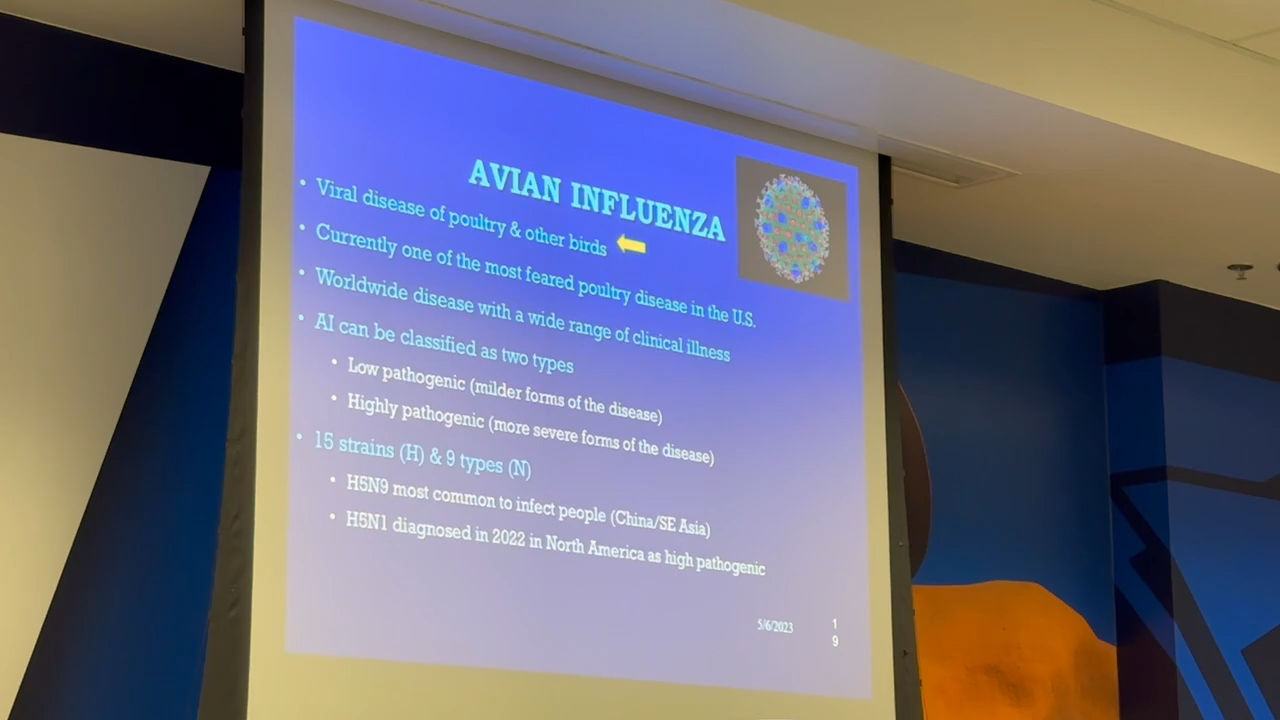 AVIAN INFLUENZA
• Viral disease of poultry & other birds
• Currently one of the most feared poultry disease in the U.S.
• Worldwide disease with a wide range of clinical illness
• AI can be classified as two types
• Low pathogenic (milder forms of the disease)
• Highly pathogenic (more severe forms of the disease)
• 15 strains (H) & 9 types (N)
• H5N9 most common to infect people (China/SE Asia)
• H5N1 diagnosed in 2022 in North America as high pathogenic
5/6/2023
1
9